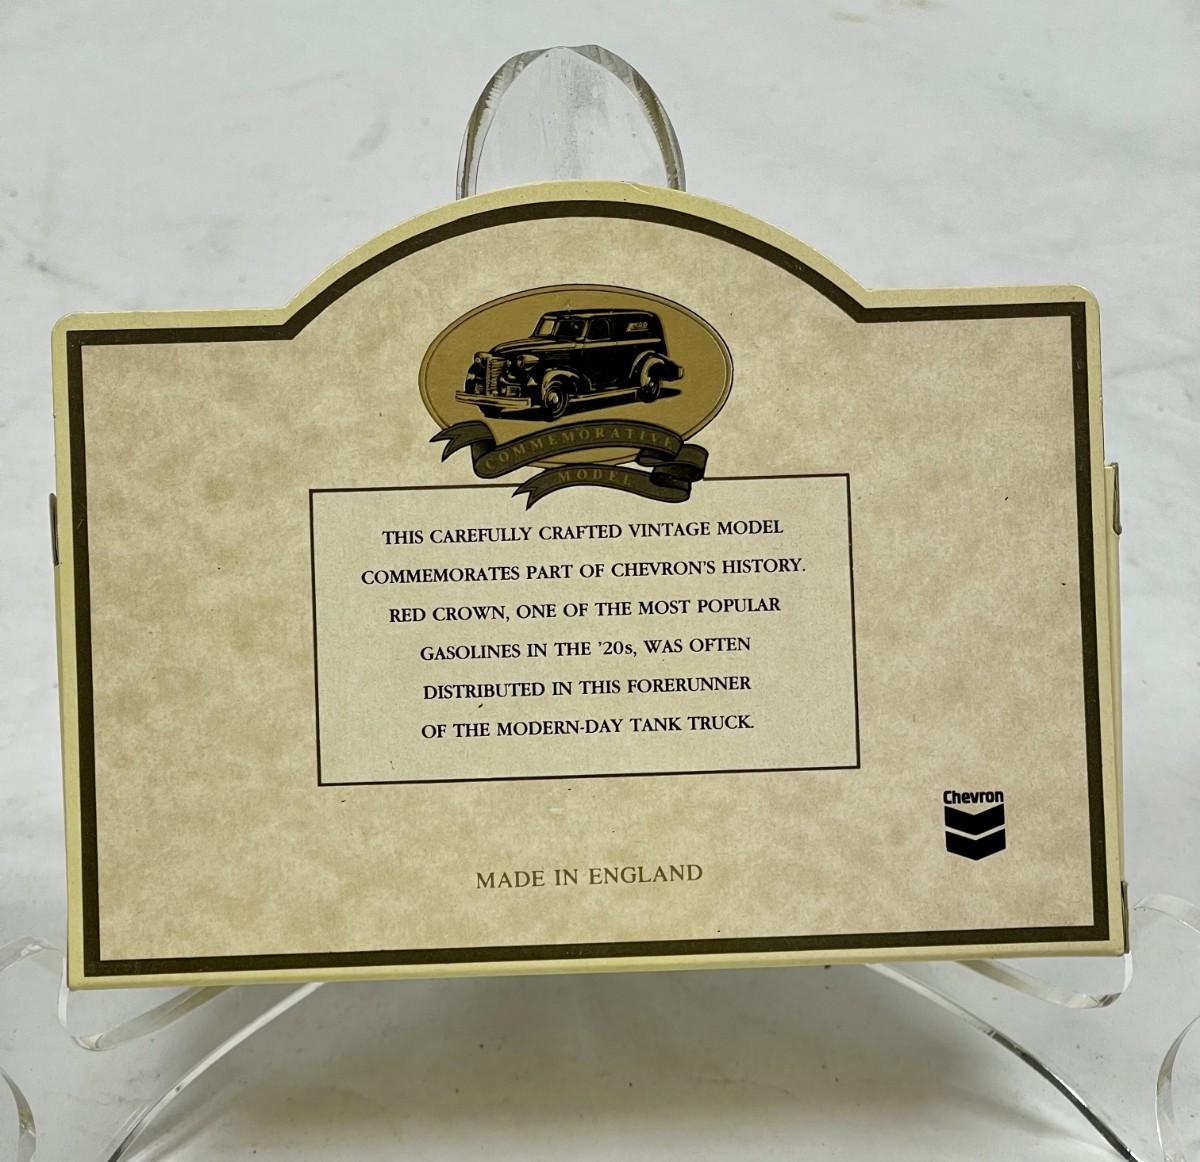 COMMEMORATIVE
MODEL
THIS CAREFULLY CRAFTED VINTAGE MODEL
COMMEMORATES PART OF CHEVRON'S HISTORY.
RED CROWN, ONE OF THE MOST POPULAR
GASOLINES IN THE '20s, WAS OFTEN
DISTRIBUTED IN THIS FORERUNNER
OF THE MODERN-DAY TANK TRUCK.
Chevron
MADE IN ENGLAND